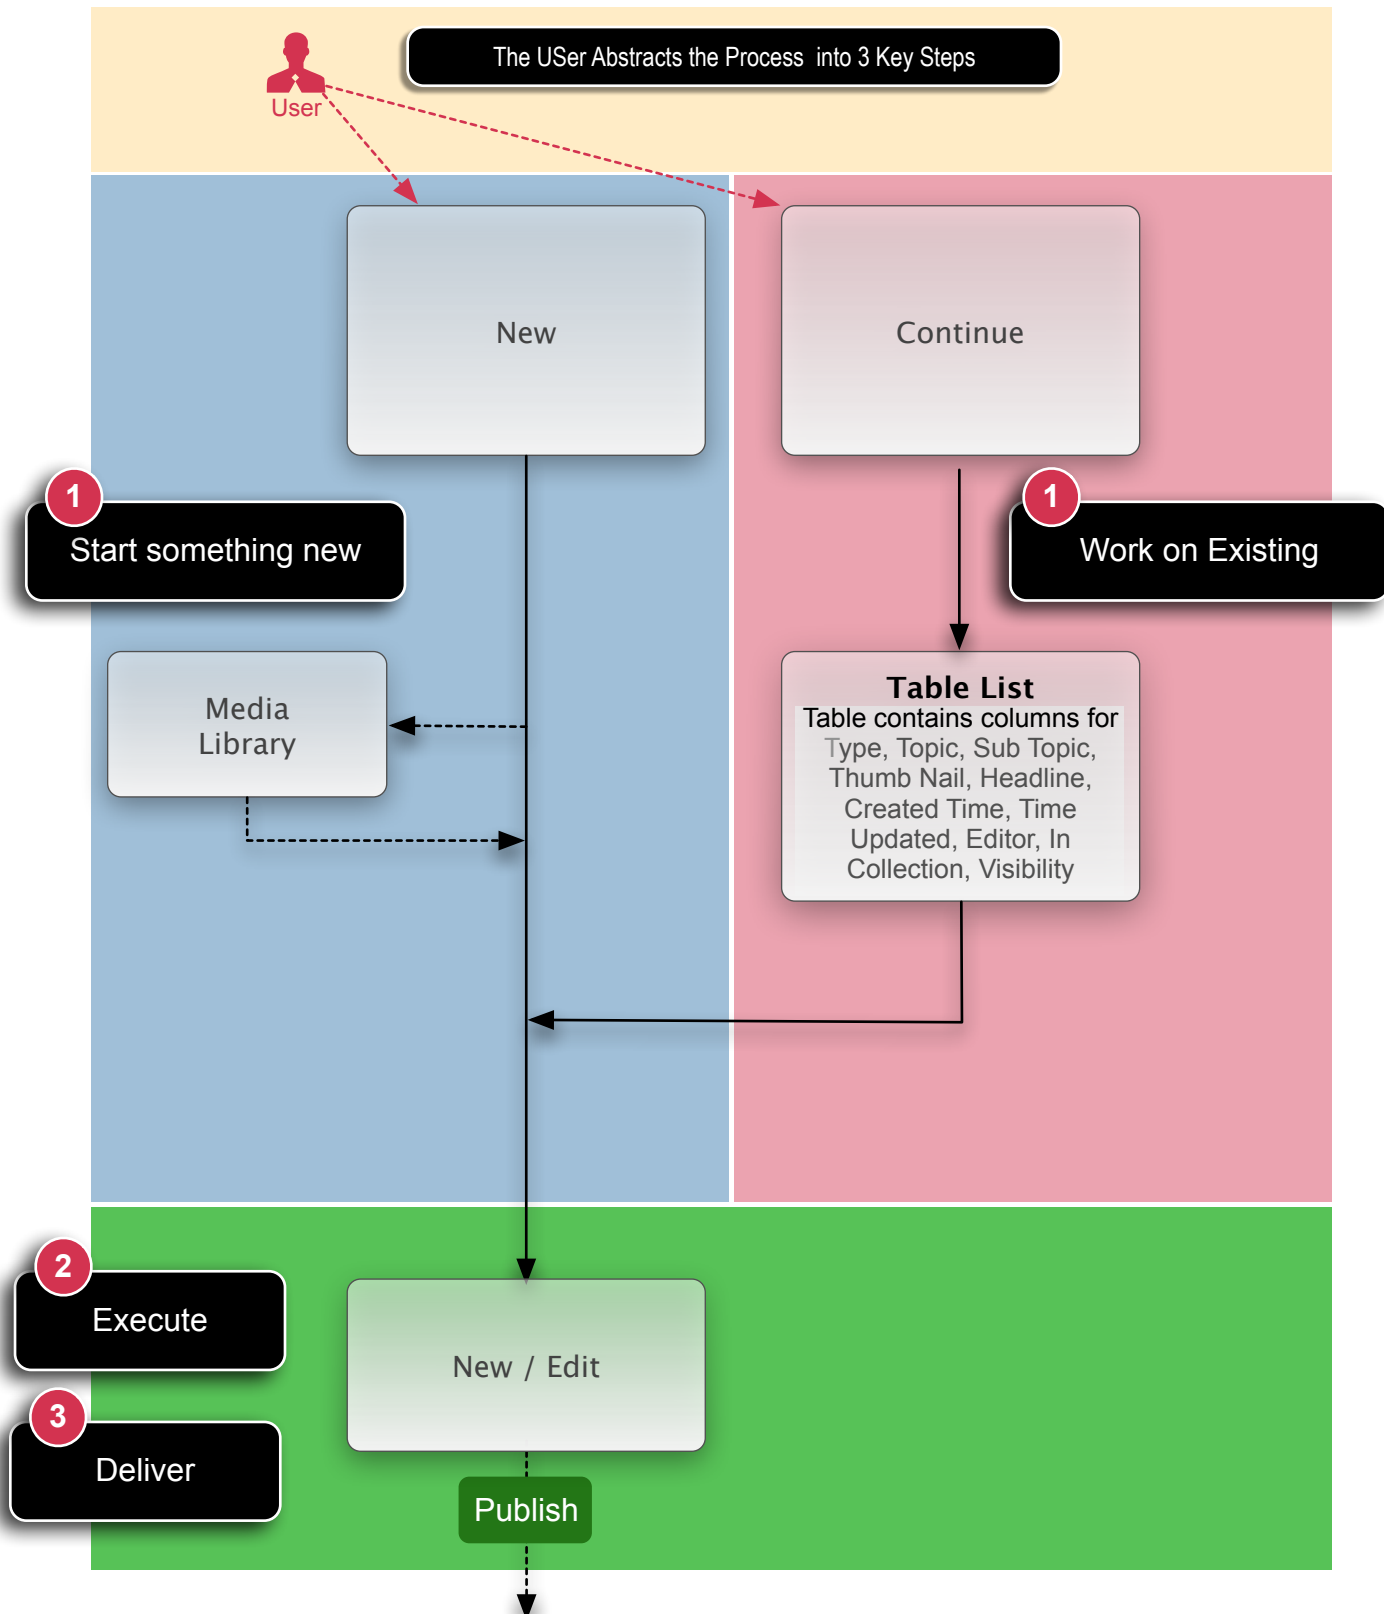 The USer Abstracts the Process  into 3 Key Steps
User
New
Continue
1
Start something new
1
Work on Existing
Media
Library
Table List
Table contains columns for
Type, Topic, Sub Topic,
Thumb Nail, Headline,
Created Time, Time
Updated, Editor, In
Collection, Visibility
2
Execute
New / Edit
3
Deliver
Publish